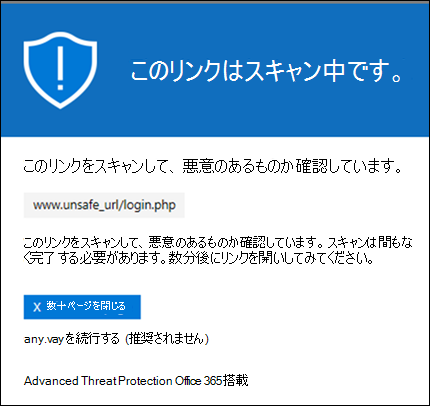 このリンクはスキャン中です。
このリンクをスキャンして、悪意のあるものか確認しています。
www.unsafe_url/login.php
このリンクをスキャンして、悪意のあるものか確認しています。スキャンは間もな
く完了する必要があります。数分後にリンクを開いしてみてください。
X 数十ページを閉じる
any.vayを続行する (推奨されません)
Advanced Threat Protection Office 365搭載